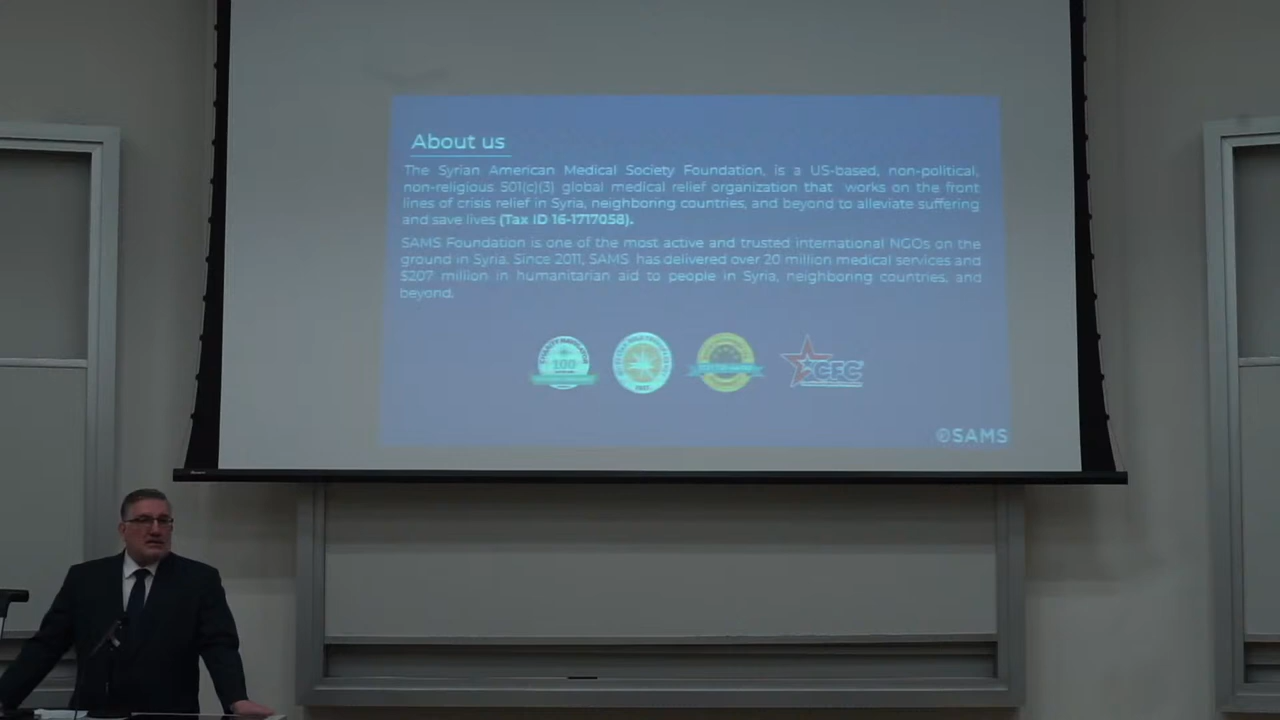 About us
The Syrian American Medical Society Foundation, is a US-based, non-political,
non-religious 501(c)(3) global medical relief organization that works on the front
lines of crisis relief in Syria, neighboring countries, and beyond to alleviate suffering
and save lives (Tax ID 16-1717058).
SAMS Foundation is one of the most active and trusted international NGOs on the
ground in Syria. Since 2011, SAMS has delivered over 20 million medical services and
$207 million in humanitarian aid to people in Syria, neighboring countries, and
beyond.
100
CFC
SAMS